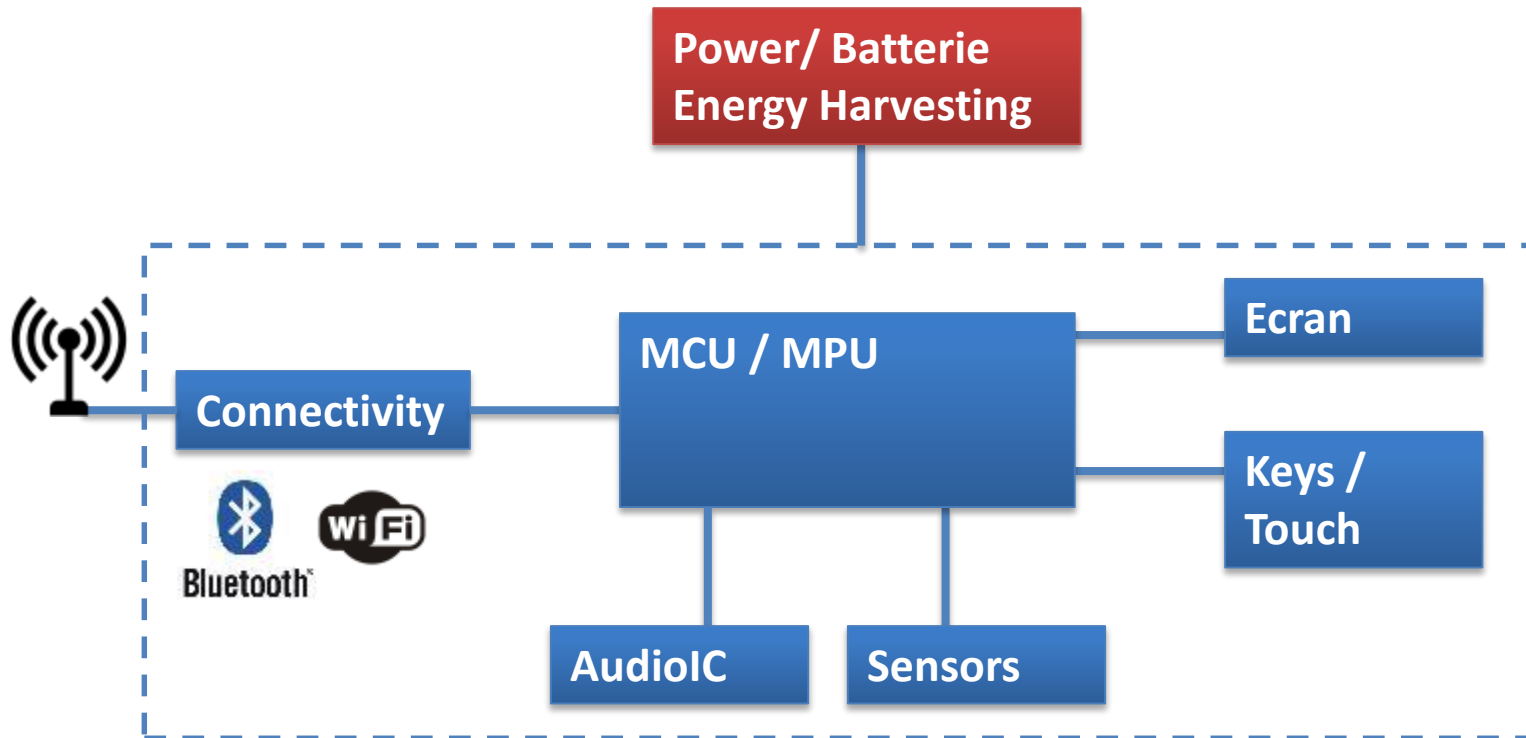 Power/ Batterie
Energy Harvesting
Ecran
MCU / MPU
Connectivity
Keys /
Touch
Bluetooth
Wi Fi
AudioIC
Sensors